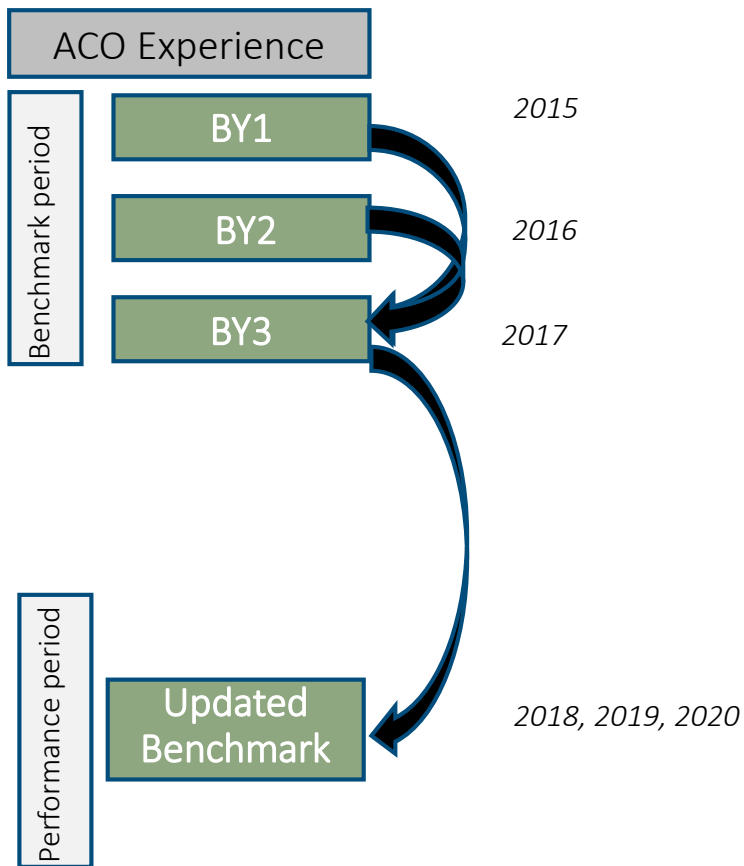 ACO Experience
Benchmark period
BY1
2015
BY2
2016
BY3
2017
Performance period
Updated
Benchmark
2018, 2019, 2020